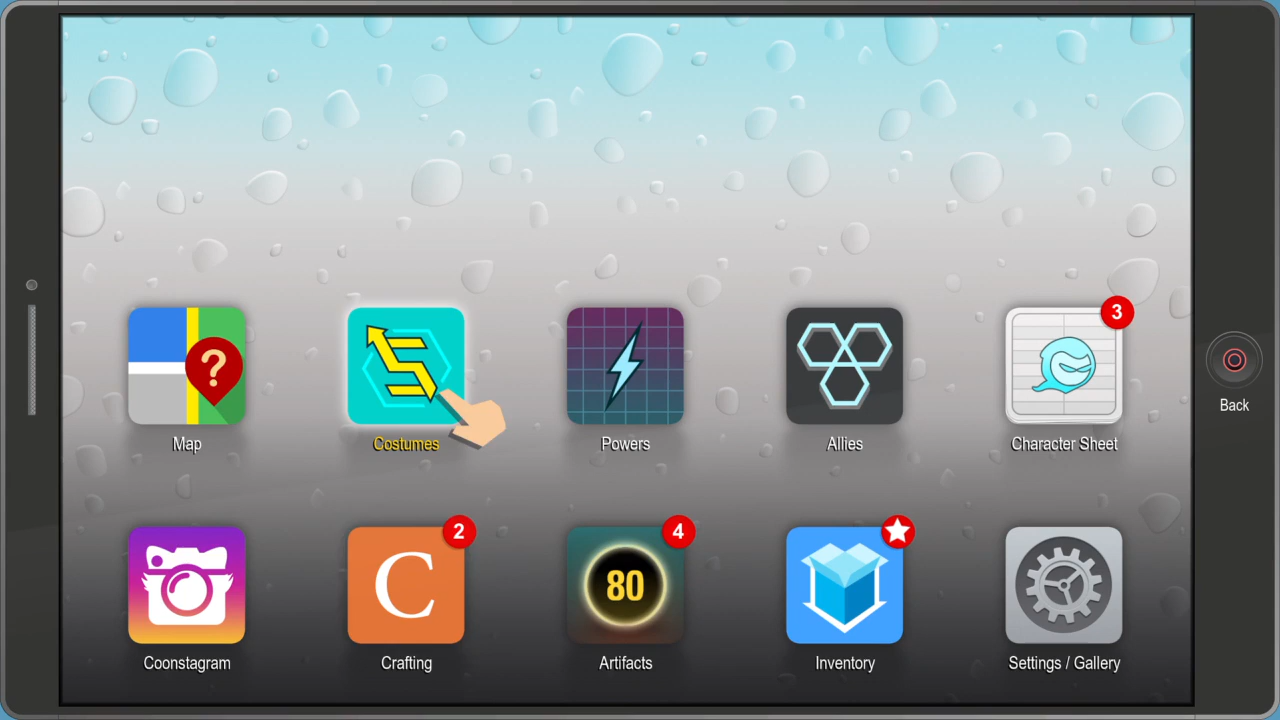 3
?
Map
Costumes
Powers
Allies
Character Sheet
Back
2
4
C
80
Coonstagram
Crafting
Artifacts
Inventory
Settings / Gallery